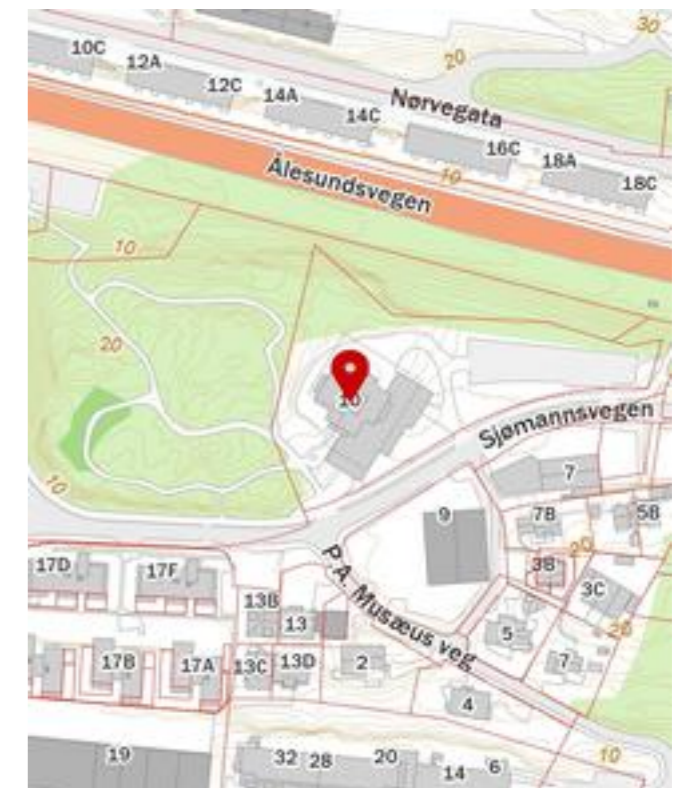 30
10C
12A
20
12C
14A
Nørvegata
14C
16C
18A
10
18C
Ålesundsvegen
10
20
10
Sjømannsvegen
10
7
9
7B
5B
20
17D
17F
3B
3C
P.A. Musæus veg
13B
13
5
20
17B
17A
13C
13D
2
7
4
19
32
28
20
14
6
10